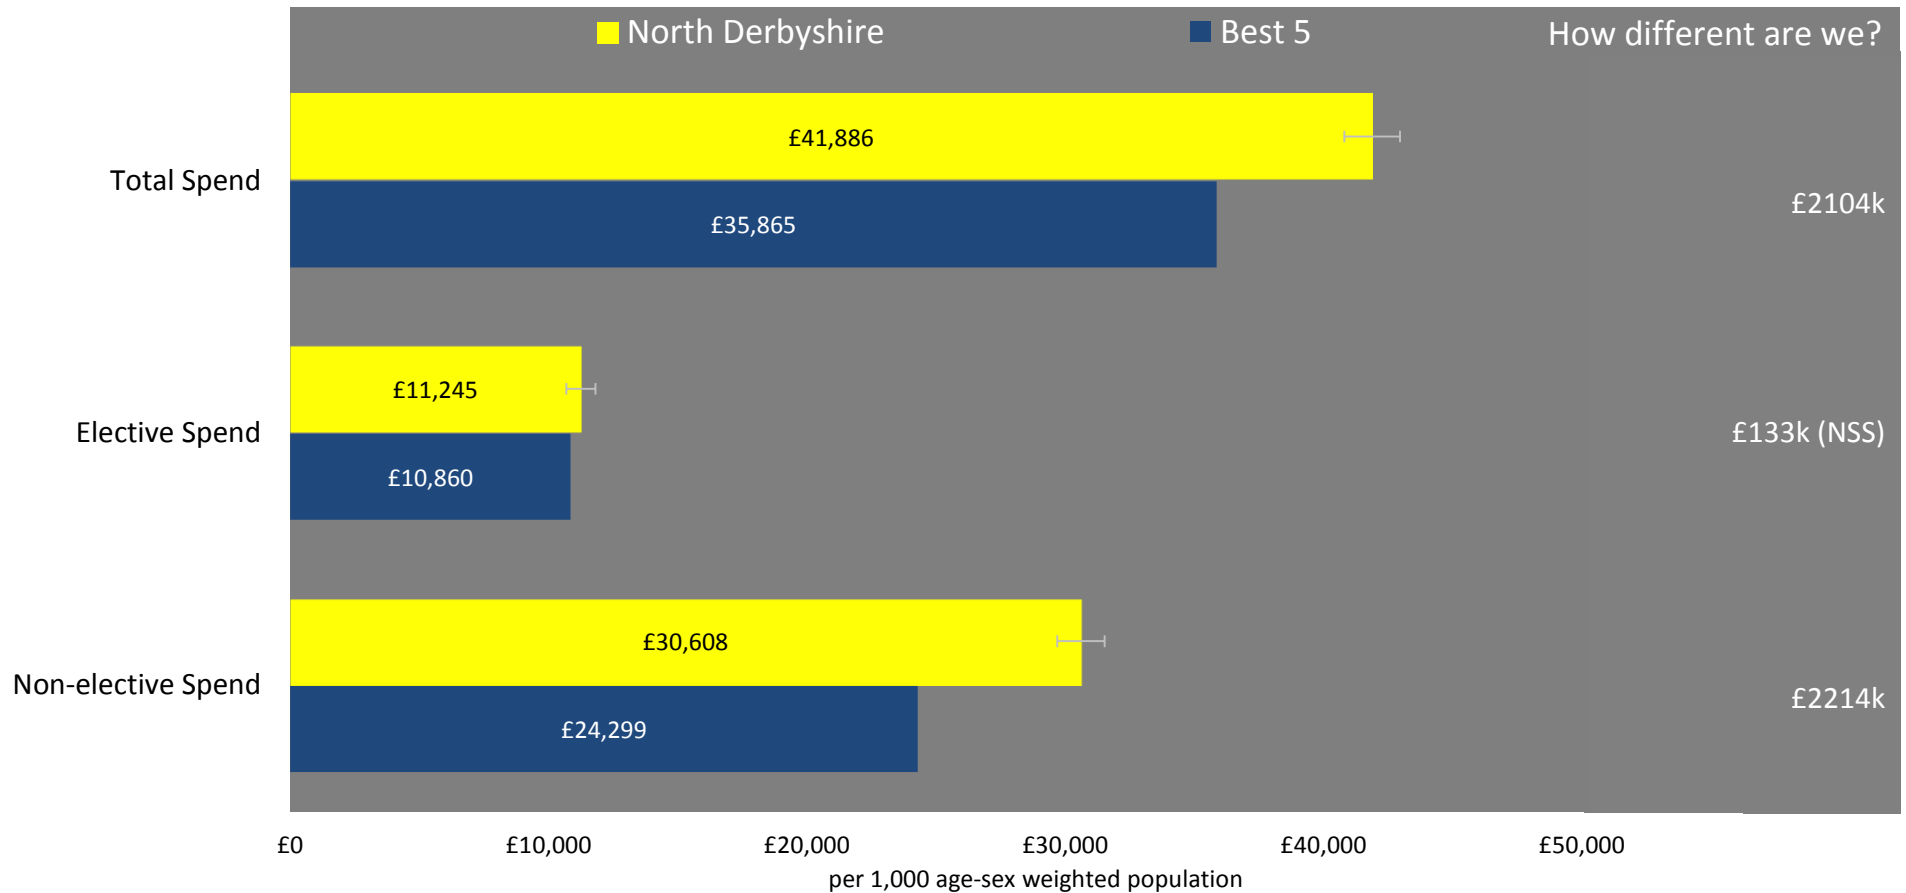 North Derbyshire
Best 5
How different are we?
Total Spend
£41,886
£35,865
£2104k
Elective Spend
£11,245
£10,860
£133k (NSS)
Non-elective Spend
£30,608
£24,299
£2214k
£0
£10,000
£20,000
£30,000
£40,000
£50,000
per 1,000 age-sex weighted population